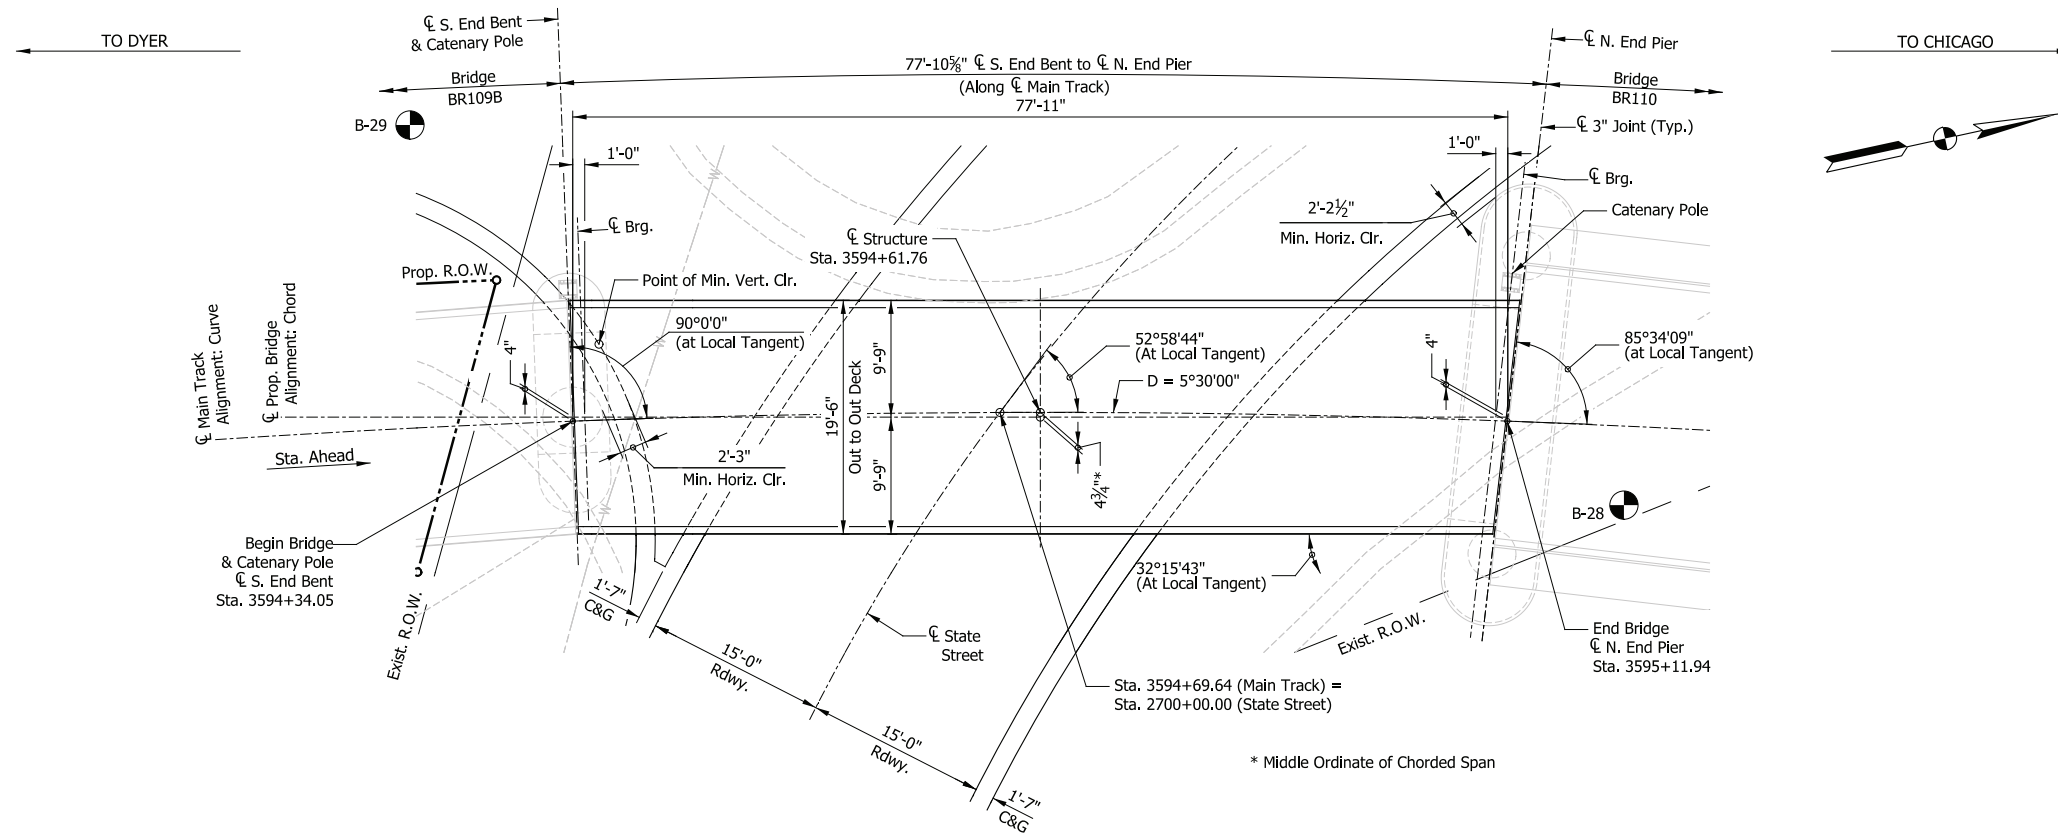 TO DYER
℄ S. End Bent
& Catenary Pole
℄ N. End Pier
TO CHICAGO
77'-10⅝" ℄ S. End Bent to ℄ N. End Pier
(Along ℄ Main Track)
77'-11"
Bridge
BR109B
Bridge
BR110
B-29
℄ 3" Joint (Typ.)
1'-0"
1'-0"
℄ Brg.
℄ Brg.
Catenary Pole
2'-2½"
Min. Horiz. Clr.
℄ Structure
Sta. 3594+61.76
Prop. R.O.W.
Point of Min. Vert. Clr.
90°0'0"
(at Local Tangent)
52°58'44"
(At Local Tangent)
85°34'09"
(at Local Tangent)
D = 5°30'00"
4"
4"
℄ Main Track
Alignment: Curve
℄ Prop. Bridge
Alignment: Chord
19'-6"
Out to Out Deck
9'-9"
9'-9"
Sta. Ahead
2'-3"
Min. Horiz. Clr.
4¾"*
B-28
Begin Bridge
& Catenary Pole
℄ S. End Bent
Sta. 3594+34.05
32°15'43"
(At Local Tangent)
1'-7"
C&G
Exist. R.O.W.
℄ State
Street
Exist. R.O.W.
End Bridge
℄ N. End Pier
Sta. 3595+11.94
15'-0"
Rdwy.
Sta. 3594+69.64 (Main Track) =
Sta. 2700+00.00 (State Street)
15'-0"
Rdwy.
* Middle Ordinate of Chorded Span
1'-7"
C&G